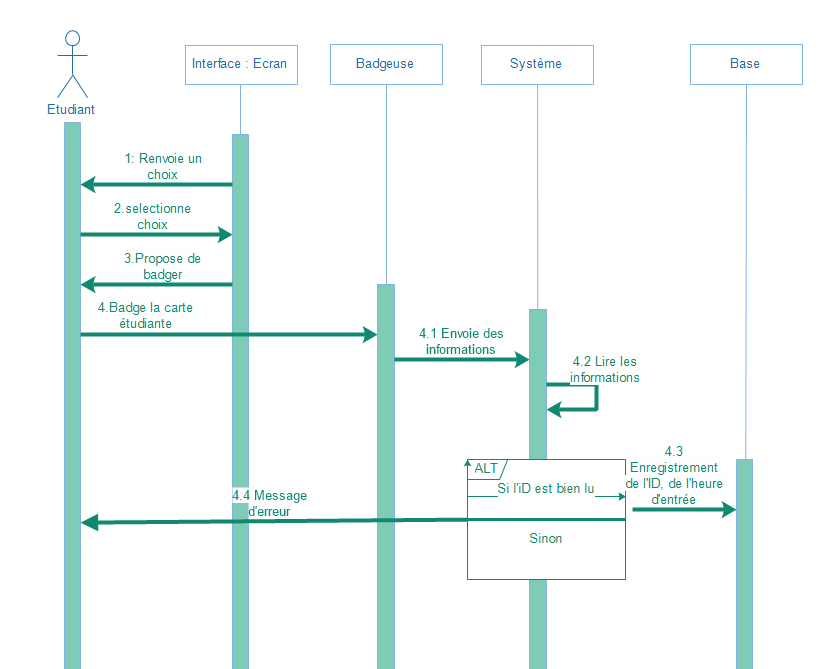 Etudiant
Interface : Ecran
Badgeuse
Système
Base
1: Renvoie un
choix
2.selectionne
choix
3.Propose de
badger
4.Badge la carte
étudiante
4.1 Envoie des
informations
4.2 Lire les
informations
ALT
Si l'iD est bien lu
4.3
Enregistrement
de l'ID, de l'heure
d'entrée
4.4 Message
d'erreur
Sinon